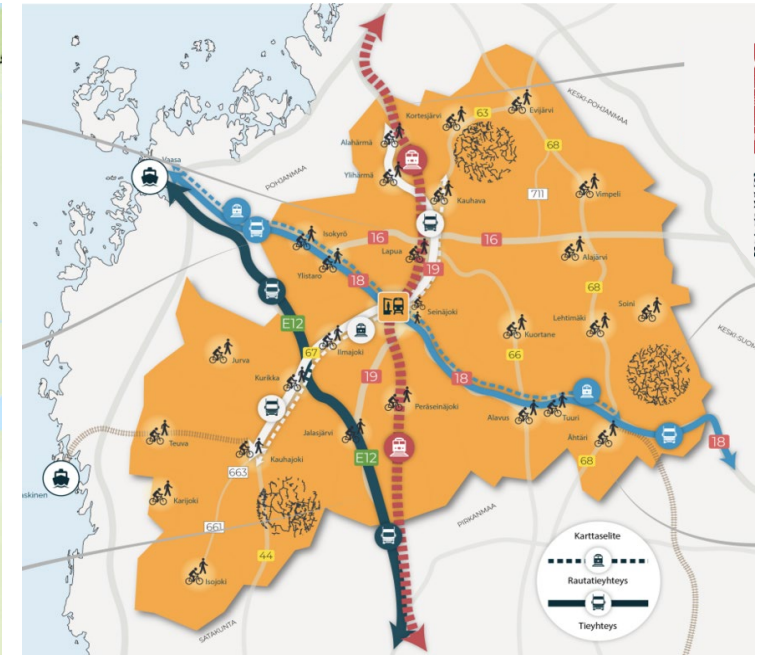 Kortesjärvi
63
Evijärvi
KESKI-POHJANMAA
Alahärmä
68
Vaasa
POHJANMAA
Ylihärmä
Kauhava
711
Vimpeli
Isokyrö
16
Lapua
16
Alajärvi
Ylistaro
18
19
68
Soini
E12
Seinäjoki
Lehtimäki
Kuortane
KESKI-SUO
67
Ilmajoki
66
Jurva
Kurikka
19
18
Peräseinäjoki
Alavus
Tuuri
Teuva
Jalasjärvi
Ähtäri
18
Kauhajoki
E12
68
663
askinen
Karijoki
PIRKANMAA
661
Karttaselite
44
Rautatieyhteys
Isojoki
Tieyhteys
SATAKUNTA